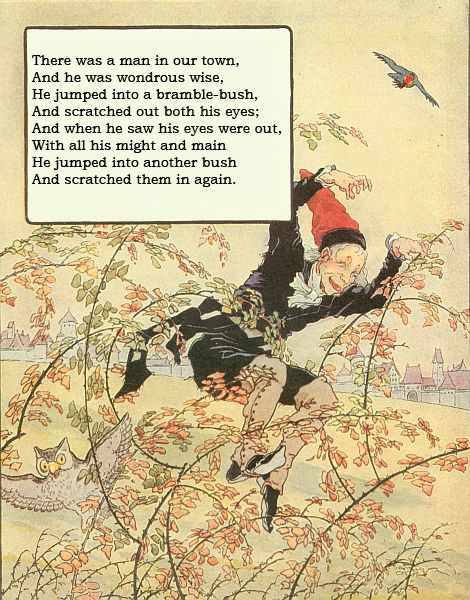 There was a man in our town,
And he was wondrous wise,
He jumped into a bramble-bush,
And scratched out both his eyes;
And when he saw his eyes were out,
With all his might and main
He jumped into another bush
And scratched them in again.